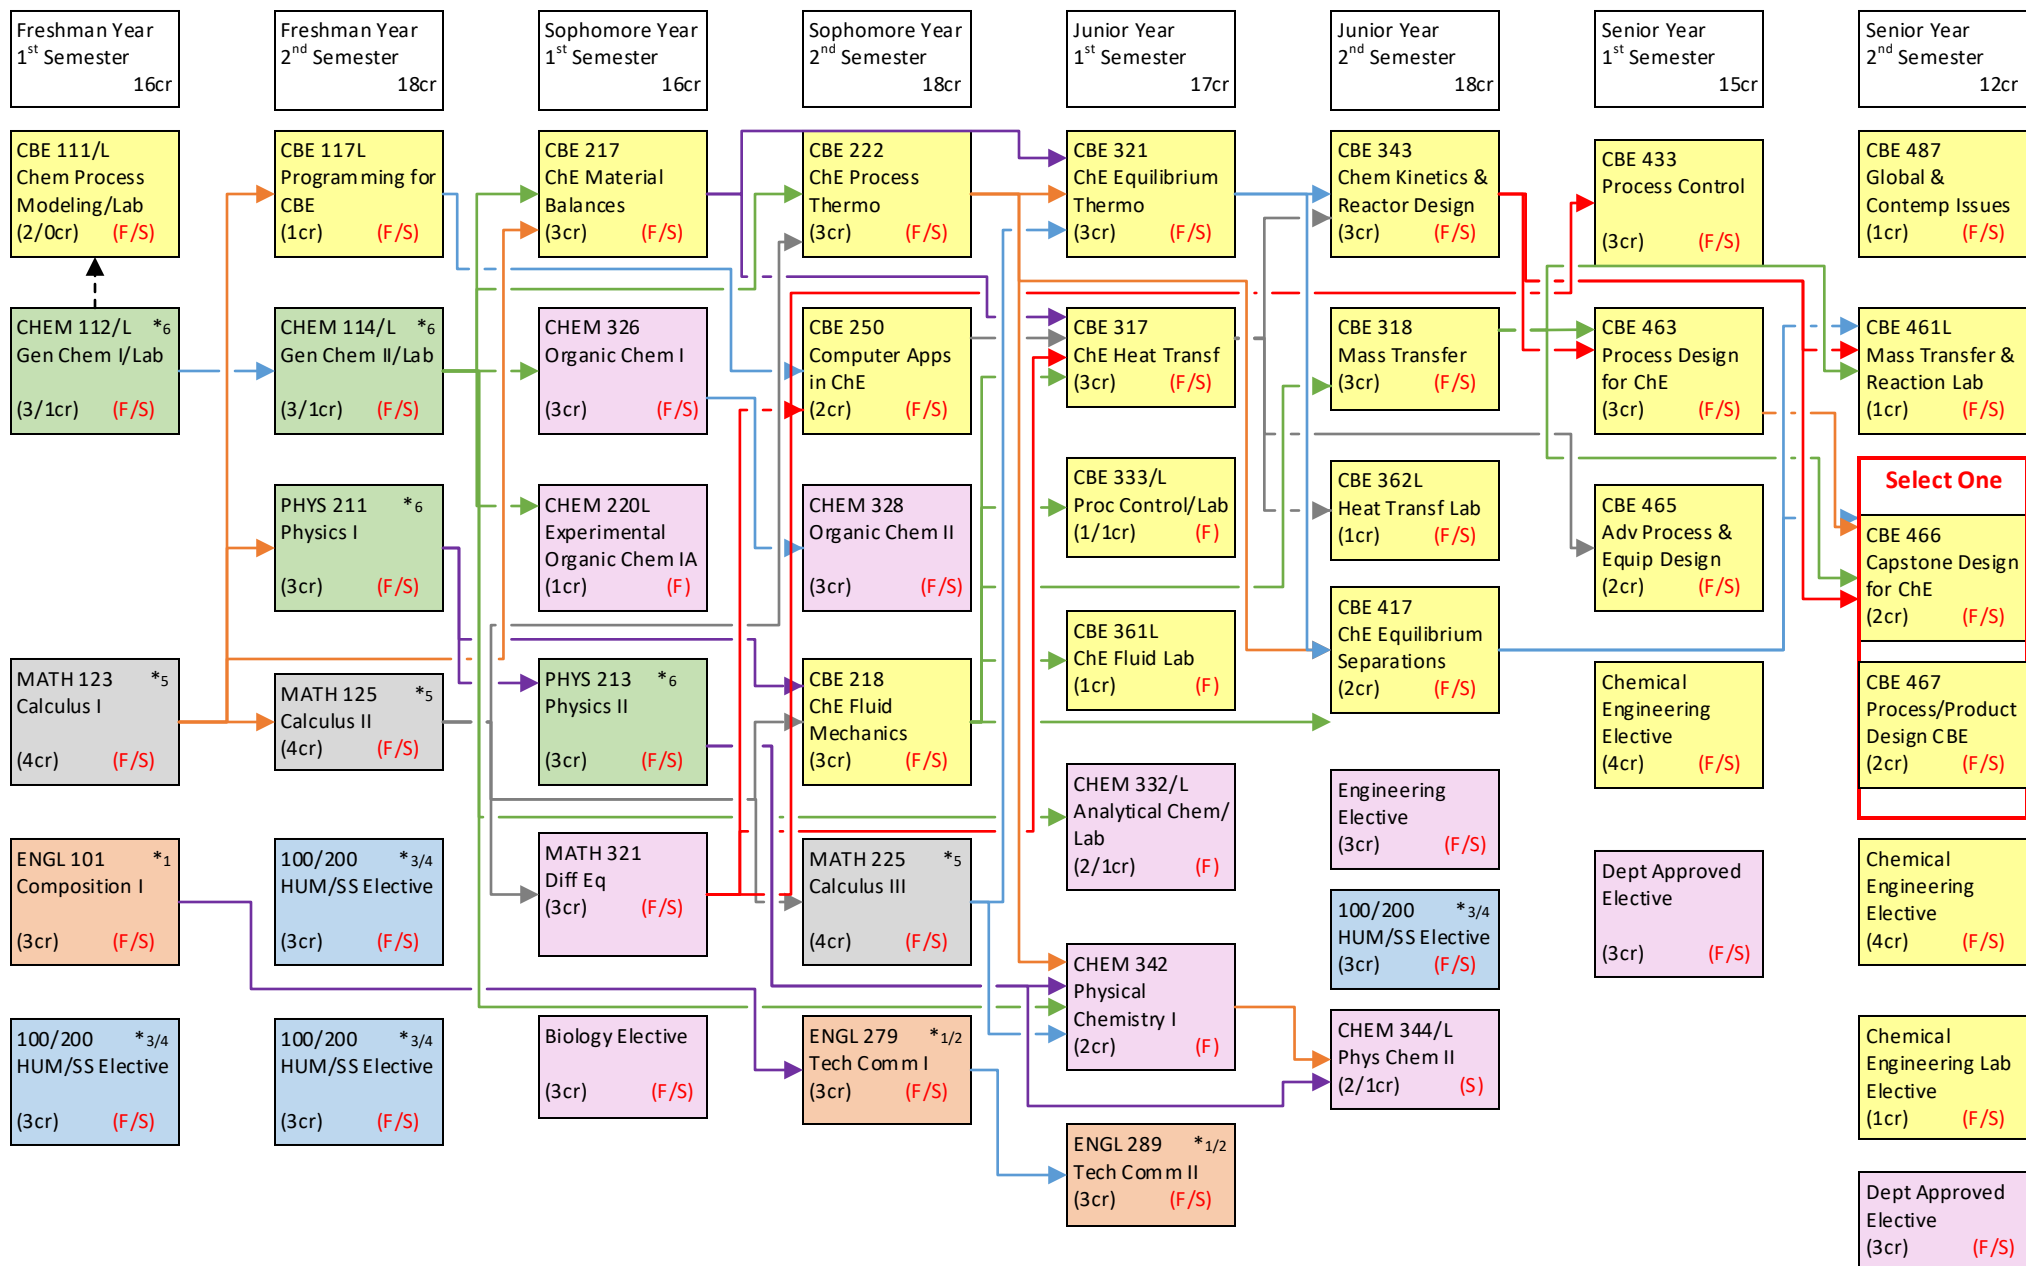 Freshman Year
1st Semester
16cr
Freshman Year
2nd Semester
18cr
Sophomore Year
1st Semester
16cr
Sophomore Year
2nd Semester
18cr
Junior Year
1st Semester
17cr
Junior Year
2nd Semester
18cr
Senior Year
1st Semester
15cr
Senior Year
2nd Semester
12cr
CBE 111/L
Chem Process
Modeling/Lab
(2/0cr) (F/S)
CHEM 112/L *6
Gen Chem I/Lab
(3/1cr) (F/S)
MATH 123 *5
Calculus I
(4cr) (F/S)
ENGL 101 *1
Composition I
(3cr) (F/S)
100/200 *3/4
HUM/SS Elective
(3cr) (F/S)
CBE 117L
Programming for
CBE
(1cr) (F/S)
CHEM 114/L *6
Gen Chem II/Lab
(3/1cr) (F/S)
PHYS 211 *6
Physics I
(3cr) (F/S)
MATH 125 *5
Calculus II
(4cr) (F/S)
100/200 *3/4
HUM/SS Elective
(3cr) (F/S)
100/200 *3/4
HUM/SS Elective
(3cr) (F/S)
CBE 217
ChE Material
Balances
(3cr) (F/S)
CHEM 326
Organic Chem I
(3cr) (F/S)
CHEM 220L
Experimental
Organic Chem IA
(1cr) (F)
PHYS 213 *6
Physics II
(3cr) (F/S)
MATH 321
Diff Eq
(3cr) (F/S)
Biology Elective
(3cr) (F/S)
CBE 222
ChE Process
Thermo
(3cr) (F/S)
CBE 250
Computer Apps
in ChE
(2cr) (F/S)
CHEM 328
Organic Chem II
(3cr) (F/S)
CBE 218
ChE Fluid
Mechanics
(3cr) (F/S)
MATH 225 *5
Calculus III
(4cr) (F/S)
ENGL 279 *1/2
Tech Comm I
(3cr) (F/S)
CBE 321
ChE Equilibrium
Thermo
(3cr) (F/S)
CBE 317
ChE Heat Transf
(3cr) (F/S)
CBE 333/L
Proc Control/Lab
(1/1cr) (F)
CBE 361L
ChE Fluid Lab
(1cr) (F)
CHEM 332/L
Analytical Chem/
Lab
(2/1cr) (F)
CHEM 342
Physical
Chemistry I
(2cr) (F)
ENGL 289 *1/2
Tech Comm II
(3cr) (F/S)
CBE 343
Chem Kinetics &
Reactor Design
(3cr) (F/S)
CBE 318
Mass Transfer
(3cr) (F/S)
CBE 362L
Heat Transf Lab
(1cr) (F/S)
CBE 417
ChE Equilibrium
Separations
(2cr) (F/S)
Engineering
Elective
(3cr) (F/S)
100/200 *3/4
HUM/SS Elective
(3cr) (F/S)
CHEM 344/L
Phys Chem II
(2/1cr) (S)
CBE 433
Process Control
(3cr) (F/S)
CBE 463
Process Design
for ChE
(3cr) (F/S)
CBE 465
Adv Process &
Equip Design
(2cr) (F/S)
Chemical
Engineering
Elective
(4cr) (F/S)
Dept Approved
Elective
(3cr) (F/S)
CBE 487
Global &
Contemp Issues
(1cr) (F/S)
CBE 461L
Mass Transfer &
Reaction Lab
(1cr) (F/S)
Select One
CBE 466
Capstone Design
for ChE
(2cr) (F/S)
CBE 467
Process/Product
Design CBE
(2cr) (F/S)
Chemical
Engineering
Elective
(4cr) (F/S)
Chemical
Engineering Lab
Elective
(1cr) (F/S)
Dept Approved
Elective
(3cr) (F/S)